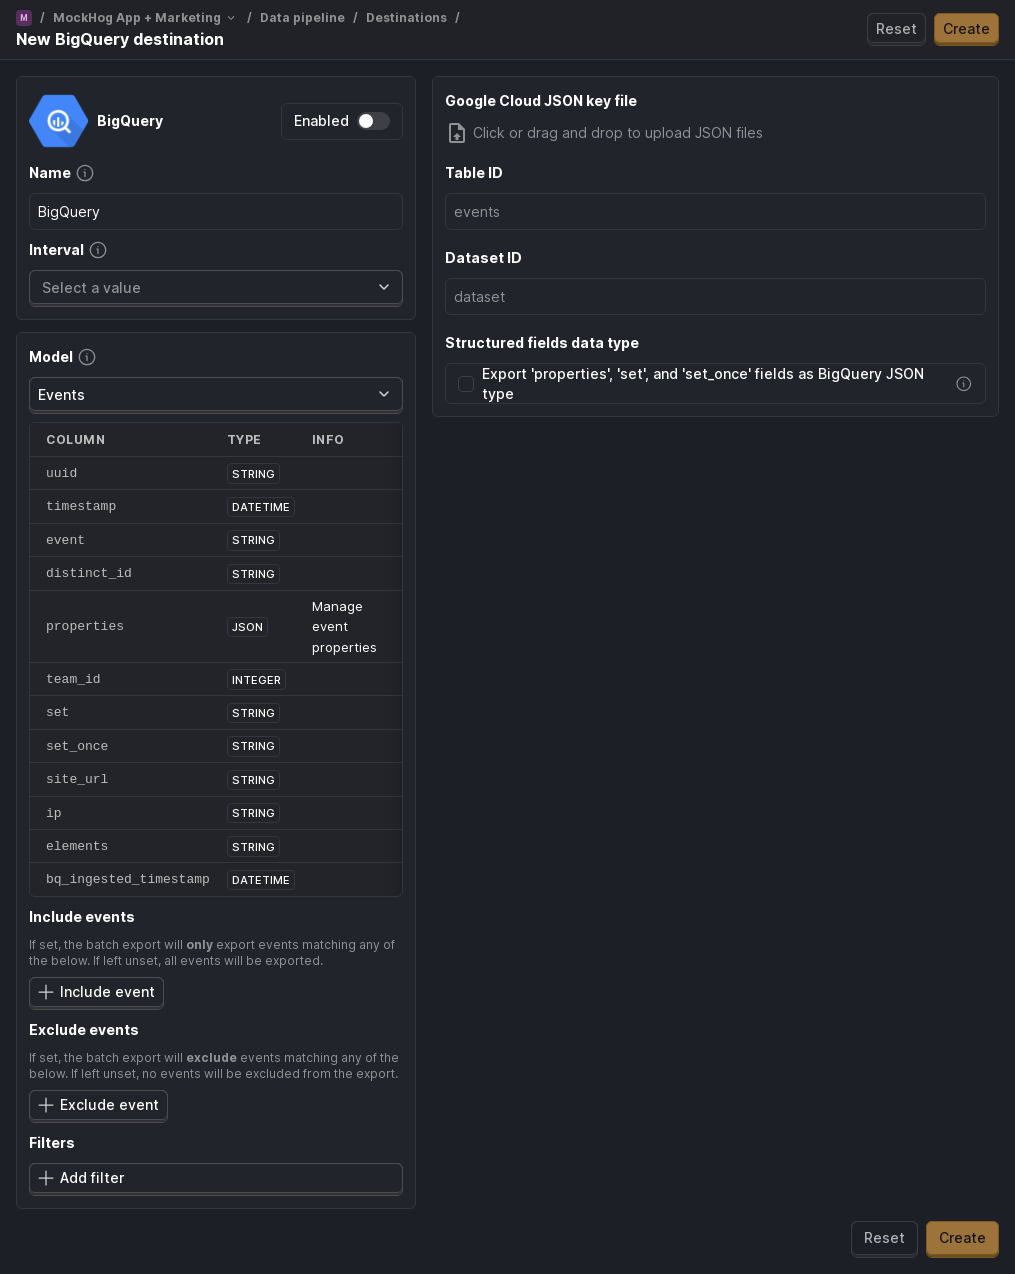 M / MockHog App + Marketing / Data pipeline / Destinations /
New BigQuery destination
Reset
Create
BigQuery
Enabled
Name
BigQuery
Interval
Select a value
Model
Events
COLUMN TYPE INFO
uuid STRING
timestamp DATETIME
event STRING
distinct_id STRING
properties JSON Manage
event
properties
team_id INTEGER
set STRING
set_once STRING
site_url STRING
ip STRING
elements STRING
bq_ingested_timestamp DATETIME
Include events
If set, the batch export will only export events matching any of
the below. If left unset, all events will be exported.
Include event
Exclude events
If set, the batch export will exclude events matching any of the
below. If left unset, no events will be excluded from the export.
Exclude event
Filters
Add filter
Google Cloud JSON key file
Click or drag and drop to upload JSON files
Table ID
events
Dataset ID
dataset
Structured fields data type
Export 'properties', 'set', and 'set_once' fields as BigQuery JSON
type
Reset
Create